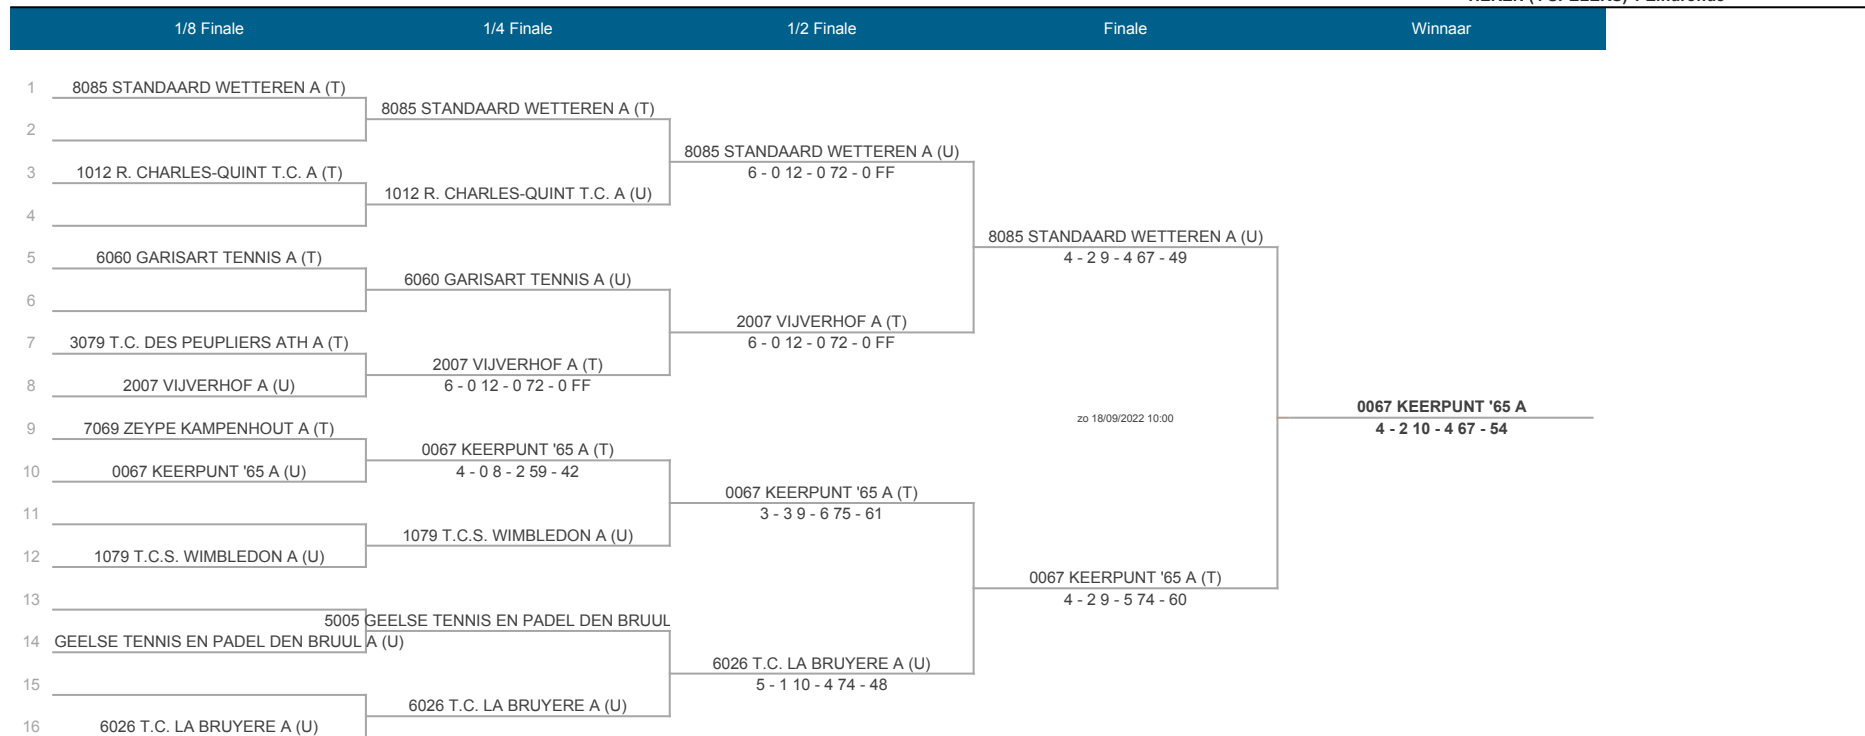 1/8 Finale 1/4 Finale 1/2 Finale Finale Winnaar
1 8085 STANDAARD WETTEREN A (T)
8085 STANDAARD WETTEREN A (T)
2
8085 STANDAARD WETTEREN A (U)
6 - 0 12 - 0 72 - 0 FF
3 1012 R. CHARLES-QUINT T.C. A (T)
1012 R. CHARLES-QUINT T.C. A (U)
4
8085 STANDAARD WETTEREN A (U)
4 - 2 9 - 4 67 - 49
5 6060 GARISART TENNIS A (T)
6060 GARISART TENNIS A (U)
6
2007 VIJVERHOF A (T)
6 - 0 12 - 0 72 - 0 FF
7 3079 T.C. DES PEUPLIERS ATH A (T)
2007 VIJVERHOF A (T)
6 - 0 12 - 0 72 - 0 FF
8 2007 VIJVERHOF A (U)
0067 KEERPUNT '65 A
zo 18/09/2022 10:00
4 - 2 10 - 4 67 - 54
9 7069 ZEYPE KAMPENHOUT A (T)
0067 KEERPUNT '65 A (T)
4 - 0 8 - 2 59 - 42
10 0067 KEERPUNT '65 A (U)
0067 KEERPUNT '65 A (T)
3 - 3 9 - 6 75 - 61
11
1079 T.C.S. WIMBLEDON A (U)
12 1079 T.C.S. WIMBLEDON A (U)
0067 KEERPUNT '65 A (T)
4 - 2 9 - 5 74 - 60
13
5005 GEELSE TENNIS EN PADEL DEN BRUUL
14 GEELSE TENNIS EN PADEL DEN BRUUL A (U)
6026 T.C. LA BRUYERE A (U)
5 - 1 10 - 4 74 - 48
15
6026 T.C. LA BRUYERE A (U)
16 6026 T.C. LA BRUYERE A (U)